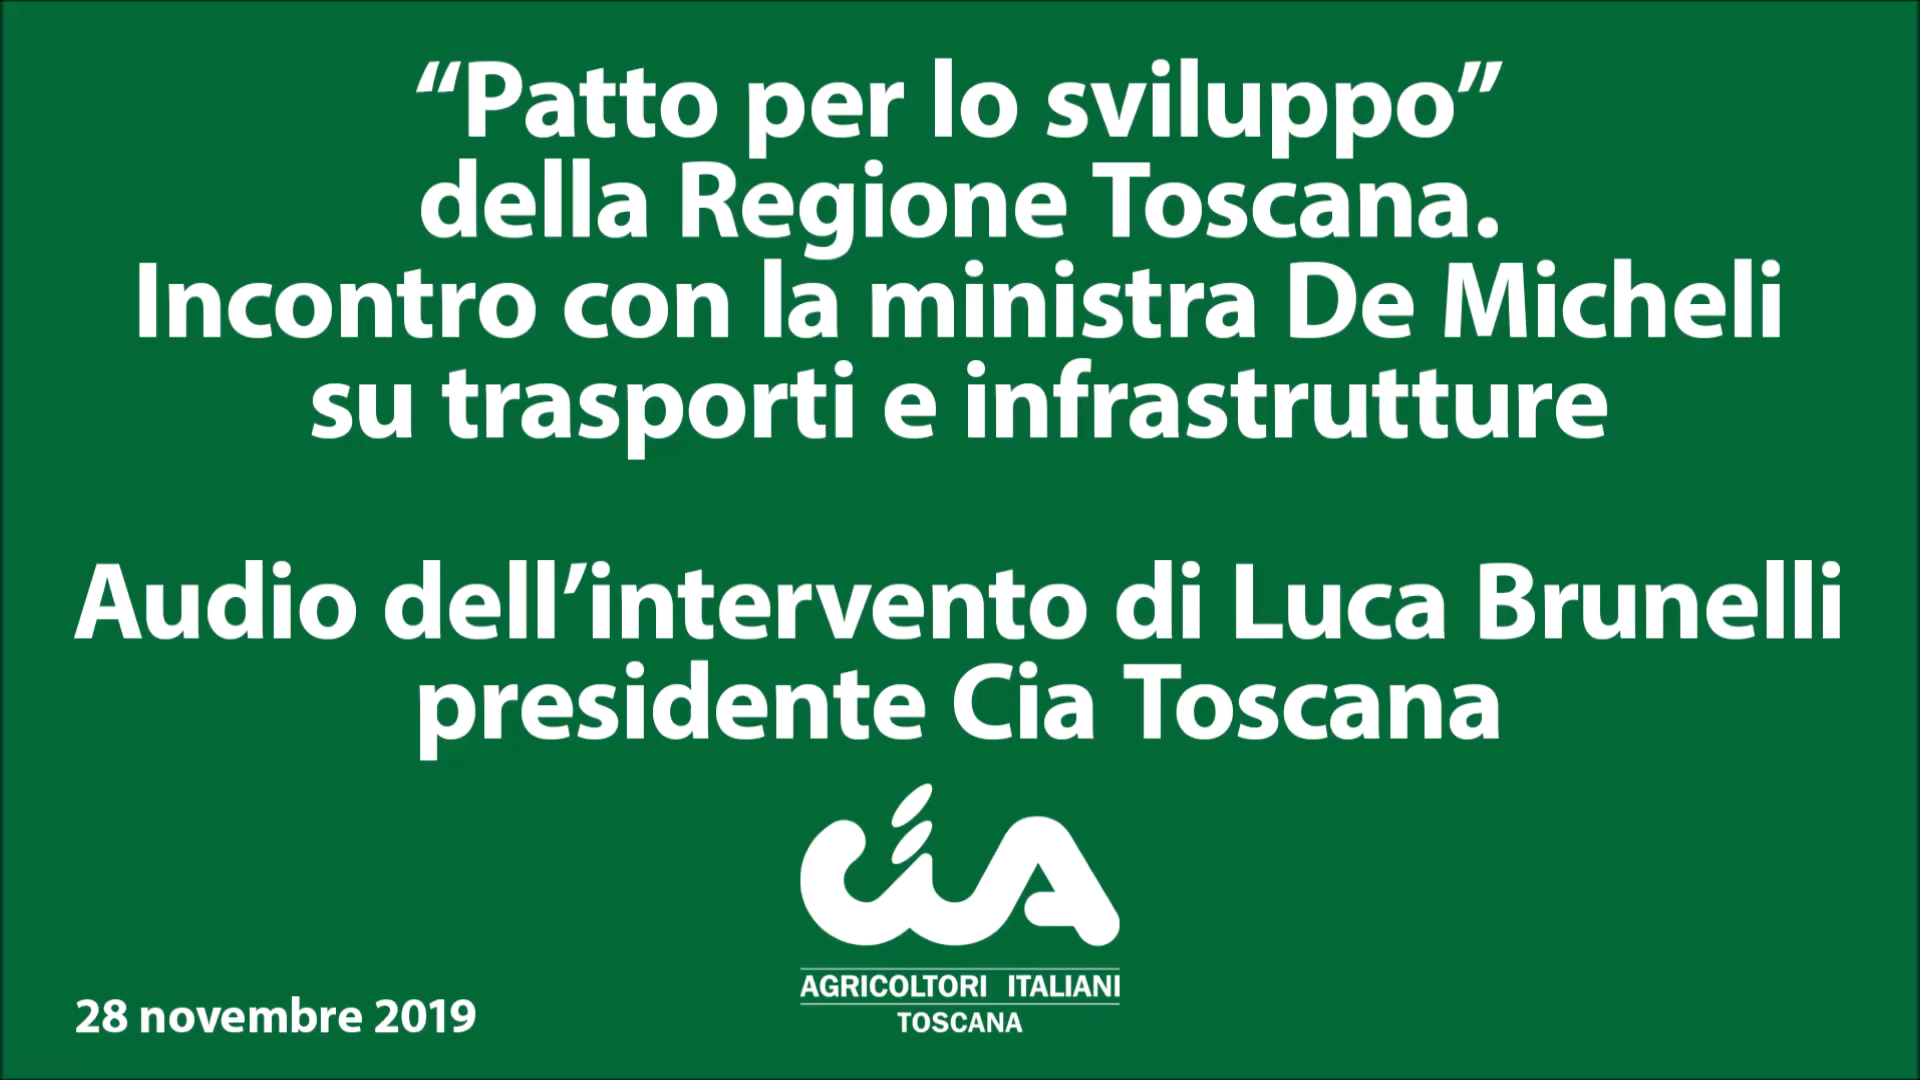 “Patto per lo sviluppo”
della Regione Toscana.
Incontro con la ministra De Micheli
su trasporti e infrastrutture
Audio dell’intervento di Luca Brunelli
presidente Cia Toscana
CiA
AGRICOLTORI ITALIANI
TOSCANA
28 novembre 2019